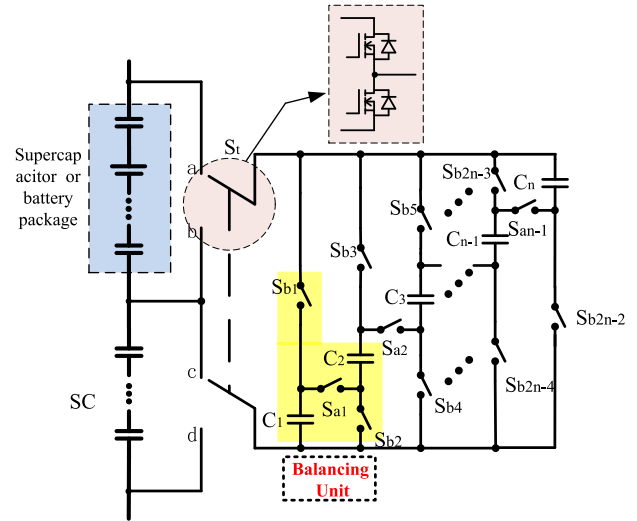 St
Supercap
acitor or
battery
package
a
b
c
d
SC
Sb1
Sb3
Sb5
Sb2n-3
Cn
San-1
Cn-1
C3
Sa2
C2
Sb2n-2
Sb4
Sb2n-4
Sa1
C1
Sb2
Balancing
Unit